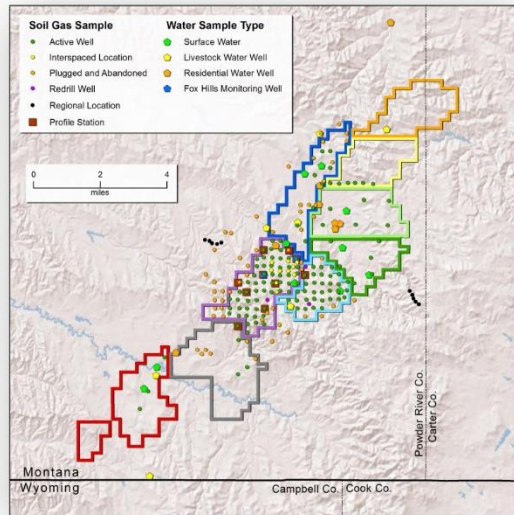 Soil Gas Sample
Active Well
Interspaced Location
Plugged and Abandoned
Redrill Well
Regional Location
Profile Station
Water Sample Type
Surface Water
Livestock Water Well
Residential Water Well
Fox Hills Monitoring Well
0 2 4
miles
Powder River Co.
Carter Co.
Montana
Wyoming
Campbell Co.
Cook Co.